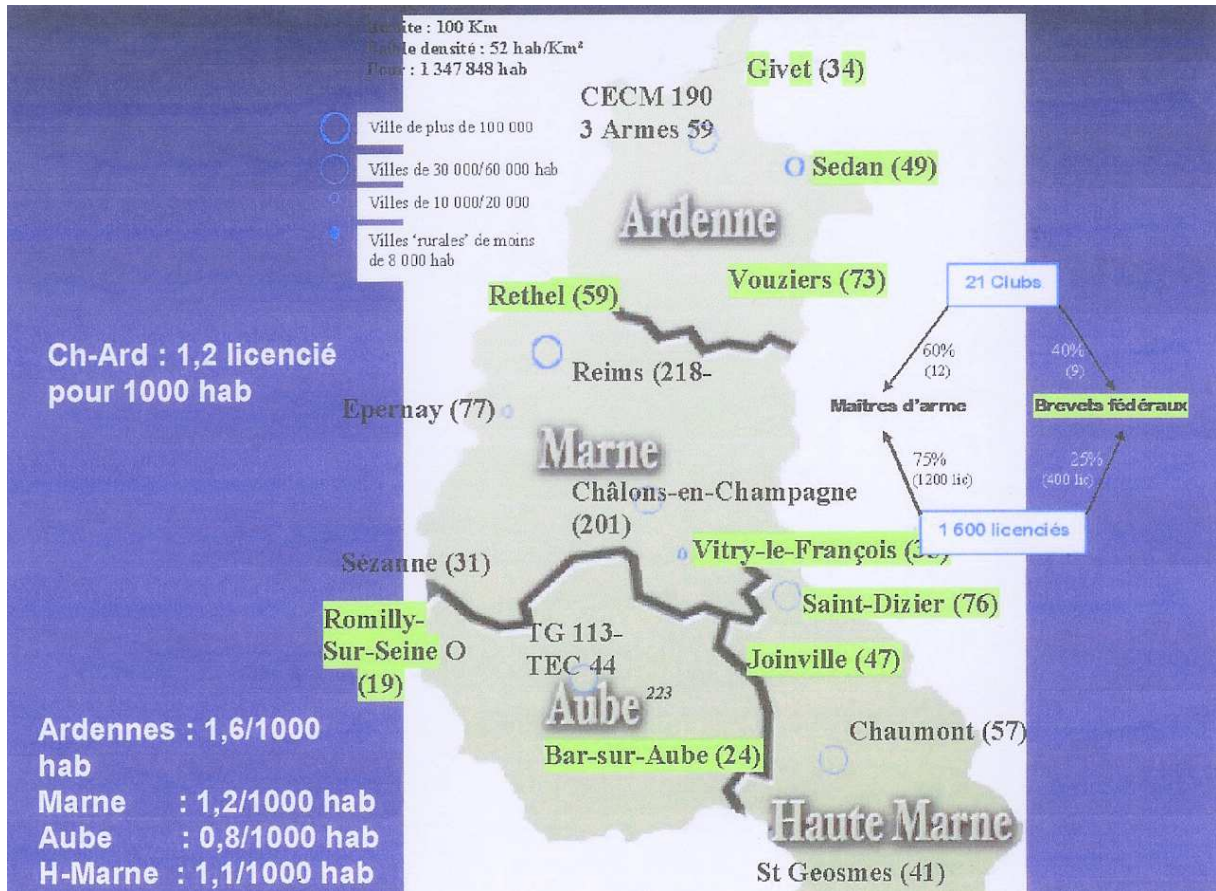 : 100 Km
densité : 52 hab/Km²
: 1 347 848 hab
Ville de plus de 100 000
Villes de 30 000/60 000 hab
Villes de 10 000/20 000
Villes 'rurales' de moins
de 8 000 hab
Givet (34)
CECM 190
3 Armes 59
Sedan (49)
Ardenne
Vouziers (73)
Rethel (59)
21 Clubs
60%
(12)
40%
(9)
Maîtres d'arme
Brevets fédéraux
75%
(1200 lic)
25%
(400 lic)
1 600 licenciés
Ch-Ard : 1,2 licencié
pour 1000 hab
Reims (218-
Epernay (77)
Marne
Châlons-en-Champagne
(201)
Vitry-le-François
Sézanne (31)
Saint-Dizier (76)
Romilly-
Sur-Seine
(19)
TG 113-
TEC 44
Joinville (47)
Aube 223
Chaumont (57)
Bar-sur-Aube (24)
Haute Marne
St Geosmes (41)
Ardennes : 1,6/1000
hab
Marne : 1,2/1000 hab
Aube : 0,8/1000 hab
H-Marne : 1,1/1000 hab